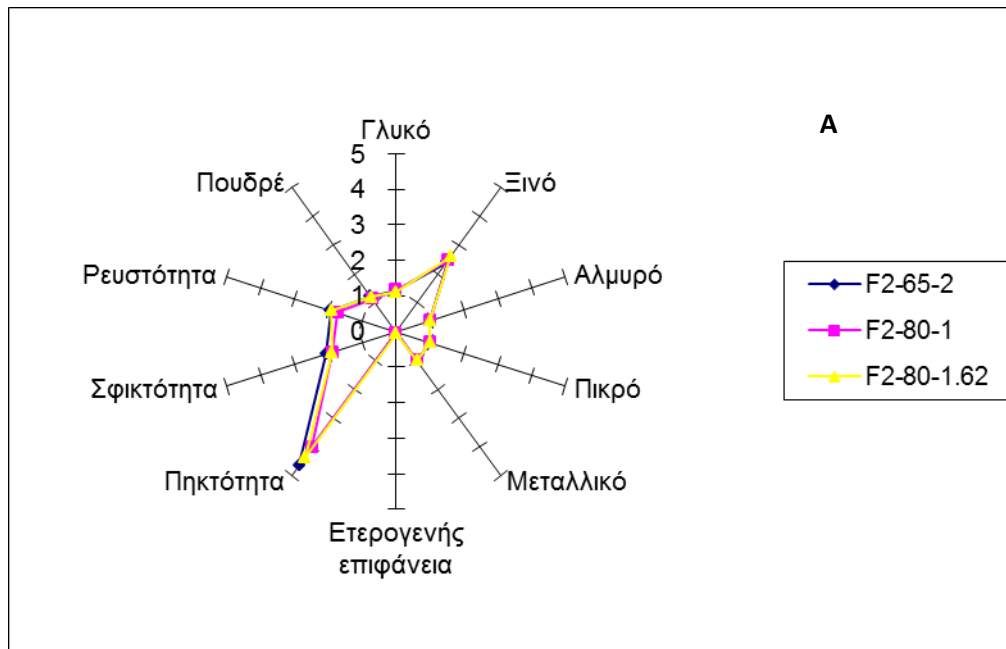 A
Γλυκό
Ξινό
Αλμυρό
Πικρό
Μεταλλικό
Ετερογενής
επιφάνεια
Πηκτότητα
Σφικτότητα
Ρευστότητα
Πουδρέ
5
4
3
2
1
0
F2-65-2
F2-80-1
F2-80-1.62